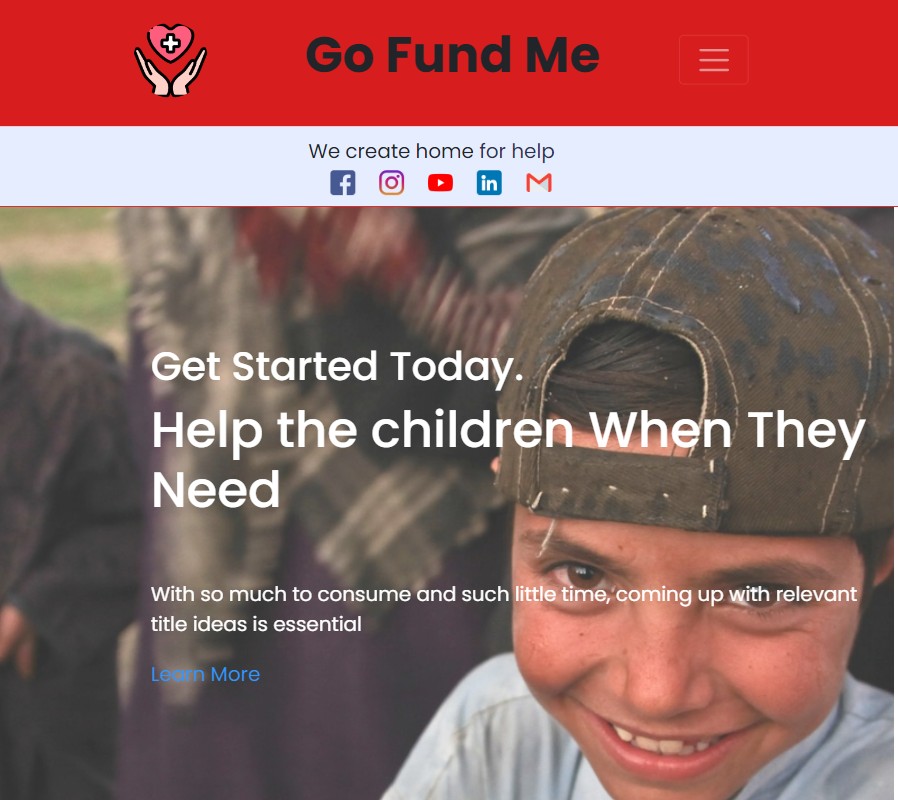 Go Fund Me
We create home for help
Get Started Today.
Help the children When They
Need
With so much to consume and such little time, coming up with relevant
title ideas is essential
Learn More